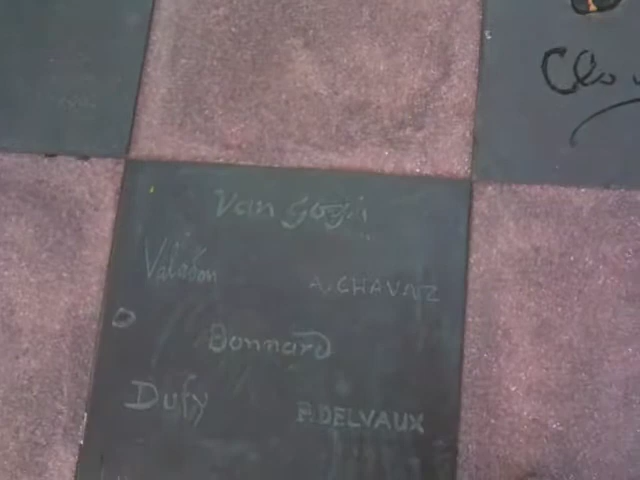 Van Gogh
Valadon
A. CHAVAZ
Bonnard
Dufy
P. DELVAUX